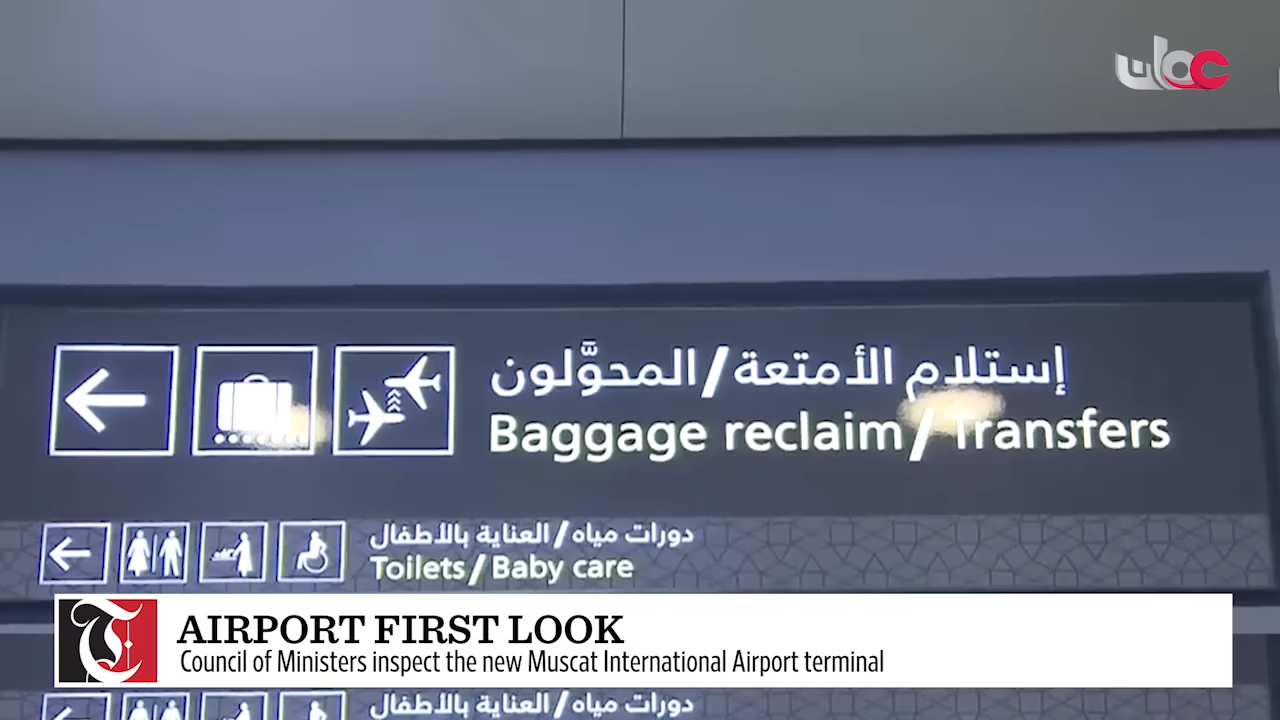 إستلام الأمتعة/المحوَّلون
Baggage reclaim/Transfers
دورات مياه/العناية بالأطفال
Toilets/Baby care
AIRPORT FIRST LOOK
Council of Ministers inspect the new Muscat International Airport terminal
دورات مياه/العناية بالأطفال